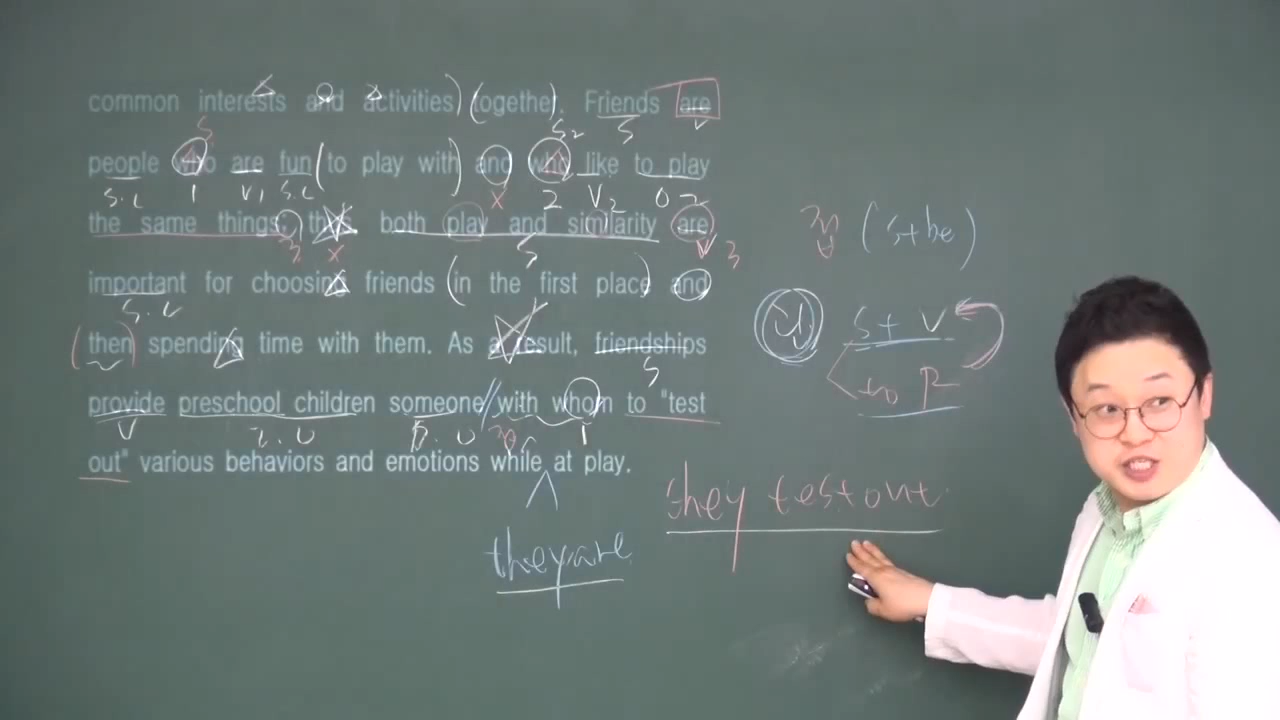 common interests and activities) (together). Friends are
people who are fun (to play with) and who like to play
the same things; thus both play and similarity are
important for choosing friends (in the first place) and
(then) spending time with them. As a result, friendships
provide preschool children someone // with whom to "test
out" various behaviors and emotions while at play.
(s+be)
s+ V
to R
they test out
they are